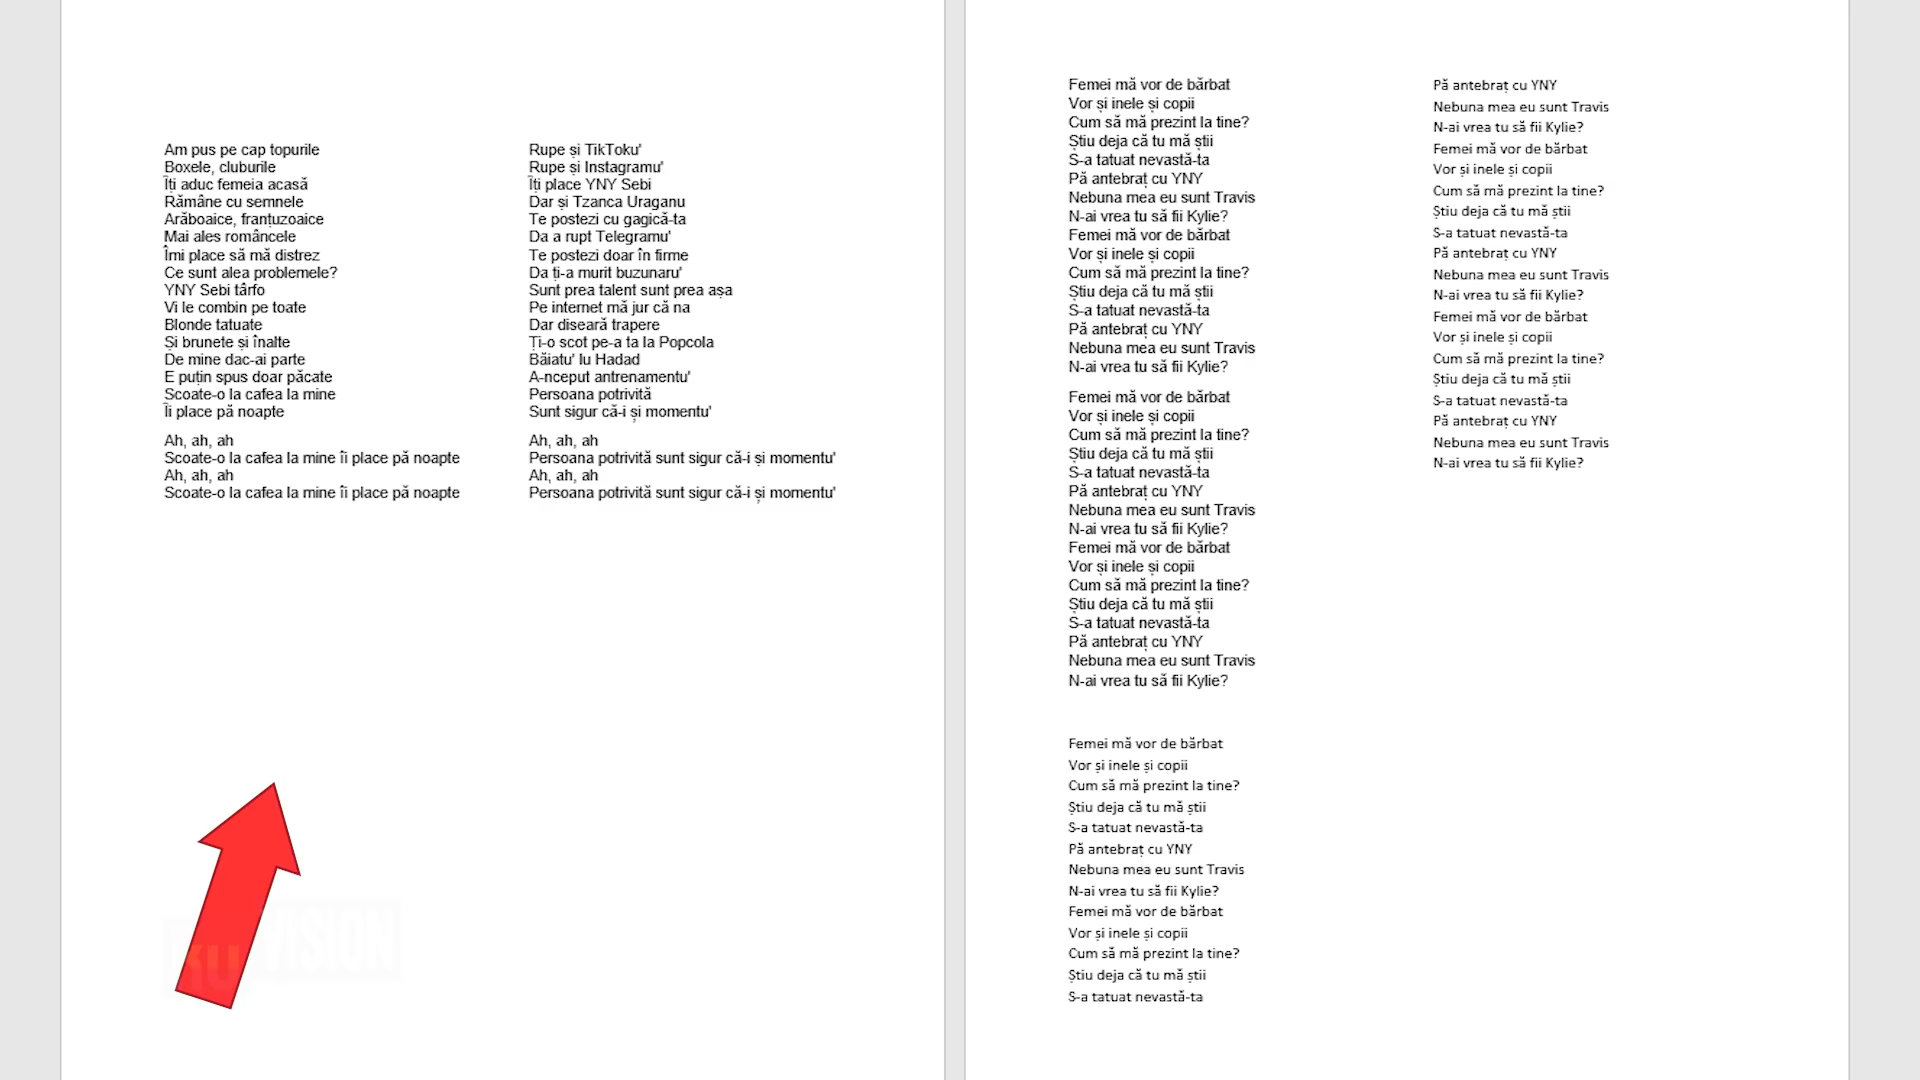 Am pus pe cap topurile
Boxele, cluburile
Îți aduc femeia acasă
Rămâne cu semnele
Arăboaice, franțuzoaice
Mai ales româncele
Îmi place să mă distrez
Ce sunt alea problemele?
YNY Sebi târfo
Vi le combin pe toate
Blonde tatuate
Și brunete și înalte
De mine dac-ai parte
E puțin spus doar păcate
Scoate-o la cafea la mine
Îi place pă noapte
Ah, ah, ah
Scoate-o la cafea la mine îi place pă noapte
Ah, ah, ah
Scoate-o la cafea la mine îi place pă noapte
Rupe și TikToku'
Rupe și Instagramu'
Îți place YNY Sebi
Dar și Tzanca Uraganu
Te postezi cu gagică-ta
Da a rupt Telegramu'
Te postezi doar în firme
Da ți-a murit buzunaru'
Sunt prea talent sunt prea așa
Pe internet mă jur că na
Dar diseară trapere
Ți-o scot pe-a ta la Popcola
Băiatu' lu Hadad
A-nceput antrenamentu'
Persoana potrivită
Sunt sigur că-i și momentu'
Ah, ah, ah
Persoana potrivită sunt sigur că-i și momentu'
Ah, ah, ah
Persoana potrivită sunt sigur că-i și momentu'
KU VISION
Femei mă vor de bărbat
Vor și inele și copii
Cum să mă prezint la tine?
Știu deja că tu mă știi
S-a tatuat nevastă-ta
Pă antebraț cu YNY
Nebuna mea eu sunt Travis
N-ai vrea tu să fii Kylie?
Femei mă vor de bărbat
Vor și inele și copii
Cum să mă prezint la tine?
Știu deja că tu mă știi
S-a tatuat nevastă-ta
Pă antebraț cu YNY
Nebuna mea eu sunt Travis
N-ai vrea tu să fii Kylie?
Femei mă vor de bărbat
Vor și inele și copii
Cum să mă prezint la tine?
Știu deja că tu mă știi
S-a tatuat nevastă-ta
Pă antebraț cu YNY
Nebuna mea eu sunt Travis
N-ai vrea tu să fii Kylie?
Femei mă vor de bărbat
Vor și inele și copii
Cum să mă prezint la tine?
Știu deja că tu mă știi
S-a tatuat nevastă-ta
Pă antebraț cu YNY
Nebuna mea eu sunt Travis
N-ai vrea tu să fii Kylie?
Femei mă vor de bărbat
Vor și inele și copii
Cum să mă prezint la tine?
Știu deja că tu mă știi
S-a tatuat nevastă-ta
Pă antebraț cu YNY
Nebuna mea eu sunt Travis
N-ai vrea tu să fii Kylie?
Femei mă vor de bărbat
Vor și inele și copii
Cum să mă prezint la tine?
Știu deja că tu mă știi
S-a tatuat nevastă-ta
Pă antebraț cu YNY
Nebuna mea eu sunt Travis
N-ai vrea tu să fii Kylie?
Femei mă vor de bărbat
Vor și inele și copii
Cum să mă prezint la tine?
Știu deja că tu mă știi
S-a tatuat nevastă-ta
Pă antebraț cu YNY
Nebuna mea eu sunt Travis
N-ai vrea tu să fii Kylie?
Femei mă vor de bărbat
Vor și inele și copii
Cum să mă prezint la tine?
Știu deja că tu mă știi
S-a tatuat nevastă-ta
Pă antebraț cu YNY
Nebuna mea eu sunt Travis
N-ai vrea tu să fii Kylie?